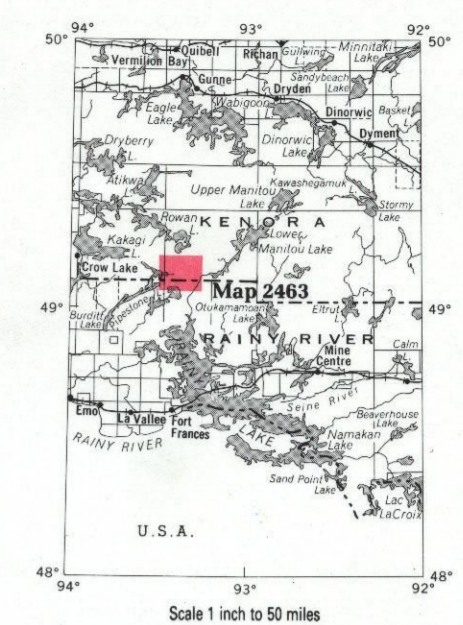 93°
50° 92° 50°
Quibell
Richan
Gullwing L.
Minnitaki Lake
Vermilion Bay
Gunne
Sandybeach Lake
Eagle Lake
Wabigoon L.
Dryden
Basket
Dinorwic
Dinorwic Lake
Dyment
Dryberry L.
Atikwa L.
Upper Manitou Lake
Kawashegamuk L.
Stormy Lake
Rowan L.
KENORA
Kakagi L.
Lower Manitou Lake
Crow Lake
Map 2463
49° 49°
Burditt Lake
Pipestone L.
Otukamamoan Lake
Eltrut L.
RAINY RIVER
Mine Centre
Calm L.
RAINY
Seine River
Emo
La Vallee
Fort Frances
Beaverhouse Lake
RAINY RIVER
LAKE
Namakan Lake
Sand Point Lake
Lac LaCroix
U.S.A.
48° 48°
94° 93° 92°
Scale 1 inch to 50 miles